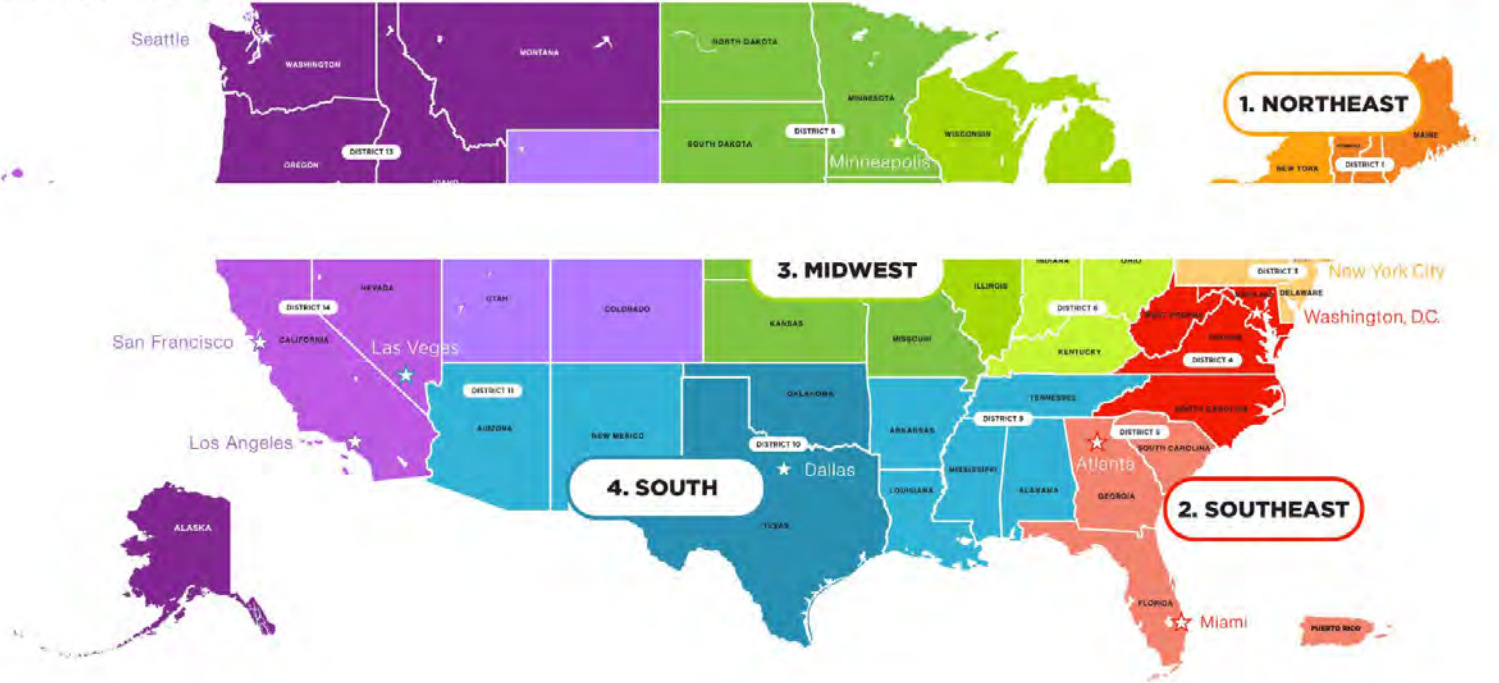 Seattle
WASHINGTON
MONTANA
NORTH DAKOTA
MINNESOTA
1. NORTHEAST
MAINE
DISTRICT 13
OREGON
SOUTH DAKOTA
DISTRICT 8
Minneapolis
WISCONSIN
NEW YORK
DISTRICT 1
3. MIDWEST
DISTRICT 3
New York City
NEVADA
UTAH
COLORADO
KANSAS
ILLINOIS
INDIANA
OHIO
DELAWARE
DISTRICT 14
DISTRICT 6
San Francisco
CALIFORNIA
Las Vegas
MISSOURI
KENTUCKY
WEST VIRGINIA
VIRGINIA
Washington, D.C.
DISTRICT 4
DISTRICT 11
OKLAHOMA
TENNESSEE
NORTH CAROLINA
Los Angeles
ARIZONA
NEW MEXICO
DISTRICT 10
ARKANSAS
DISTRICT 9
DISTRICT 5
SOUTH CAROLINA
Dallas
Atlanta
4. SOUTH
LOUISIANA
MISSISSIPPI
ALABAMA
GEORGIA
2. SOUTHEAST
ALASKA
TEXAS
FLORIDA
Miami
PUERTO RICO